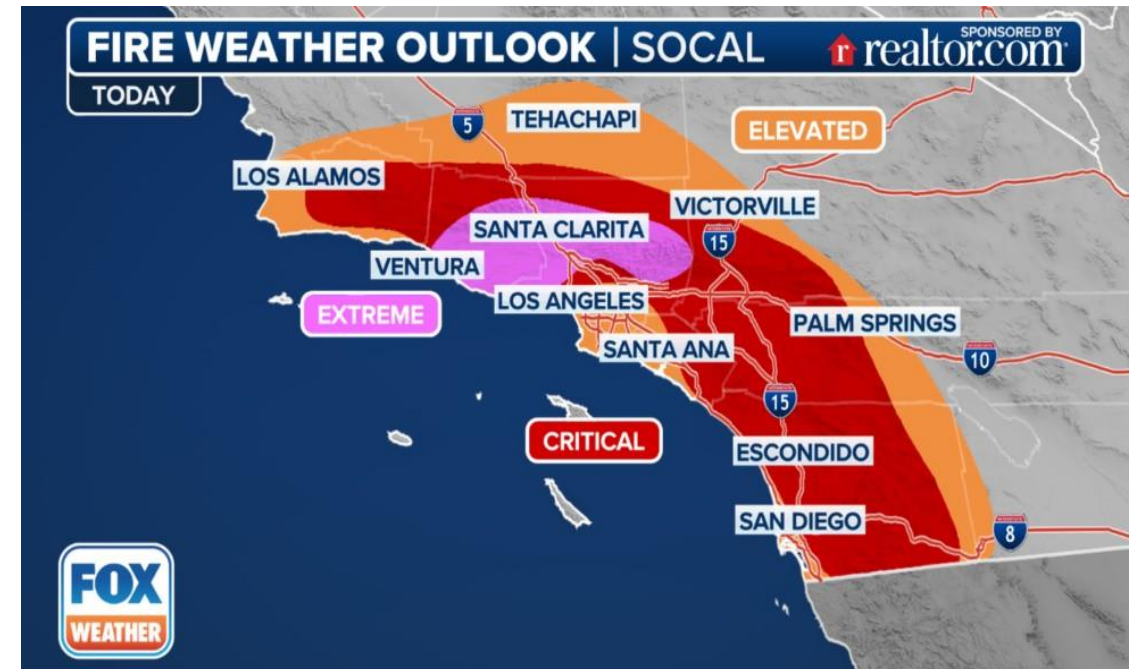 FIRE WEATHER OUTLOOK | SOCAL
SPONSORED BY
realtor.com
TODAY
5
TEHACHAPI
ELEVATED
LOS ALAMOS
VICTORVILLE
SANTA CLARITA
15
VENTURA
LOS ANGELES
EXTREME
PALM SPRINGS
SANTA ANA
10
15
CRITICAL
ESCONDIDO
SAN DIEGO
8
FOX
WEATHER